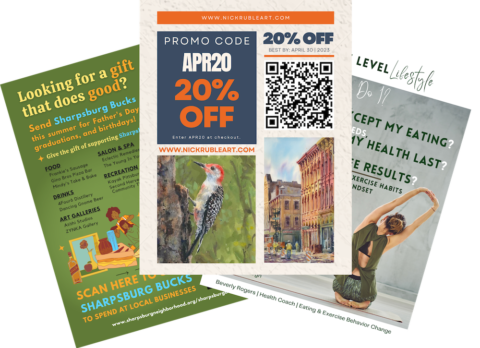 Looking for a gift
that does good?
Send Sharpsburg Bucks
this summer for Father's Day
graduations, and birthdays!
Give the gift of supporting Sharps
FOOD
DRINKS
ART GALLERIES
SALON & SPA
RECREATION
SCAN HERE TO
SHARPSBURG BUCKS
TO SPEND AT LOCAL BUSINESSES
www.sharpsburgneighborhood.org/sharpsburg
WWW.NICKRUBLEART.COM
PROMO CODE
APR20
20%
OFF
Enter APR20 at checkout.
WWW.NICKRUBLEART.COM
20% OFF
BEST BY: APRIL 30 | 2023
LEVEL Lifestyle
Do I?
CEPT MY EATING?
MY HEALTH LAST?
RESULTS?
EXERCISE HABITS
NDSET
Beverly Rogers | Health Coach | Eating & Exercise Behavior Change